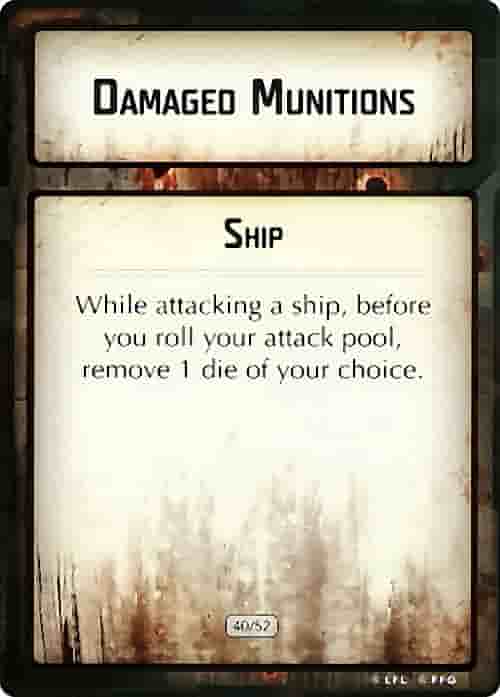 Damaged Munitions
Ship
While attacking a ship, before
you roll your attack pool,
remove 1 die of your choice.
40/52
© LFL © FFG